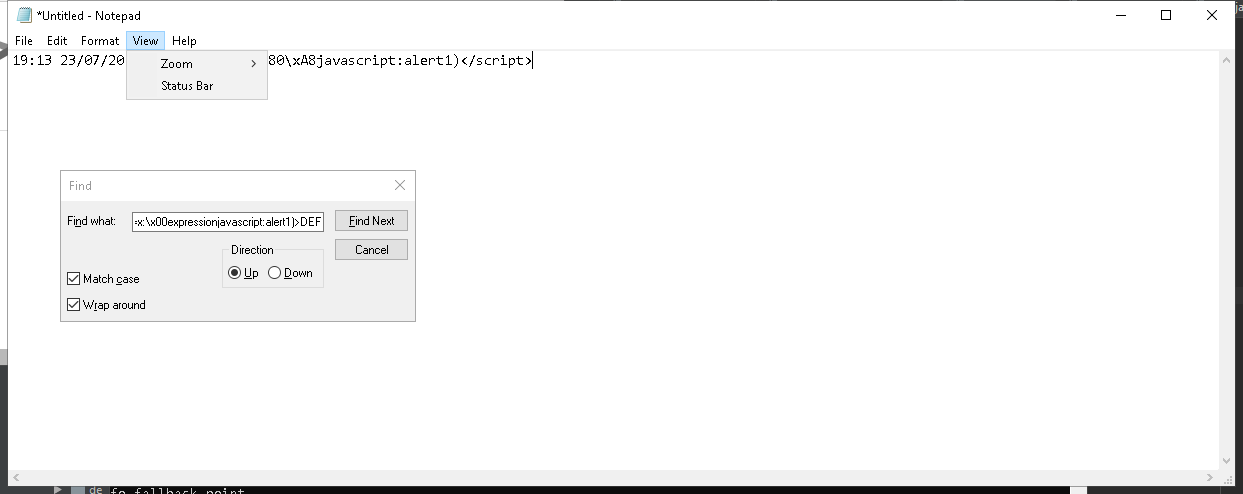 *Untitled - Notepad
File Edit Format View Help
19:13 23/07/20 80\xA8javascript:alert1)</script>
Zoom
Status Bar
Find
Find what: =x:\x00expressionjavascript:alert1)>DEF Find Next
Direction Cancel
Up Down
Match case
Wrap around
de fo fallback point